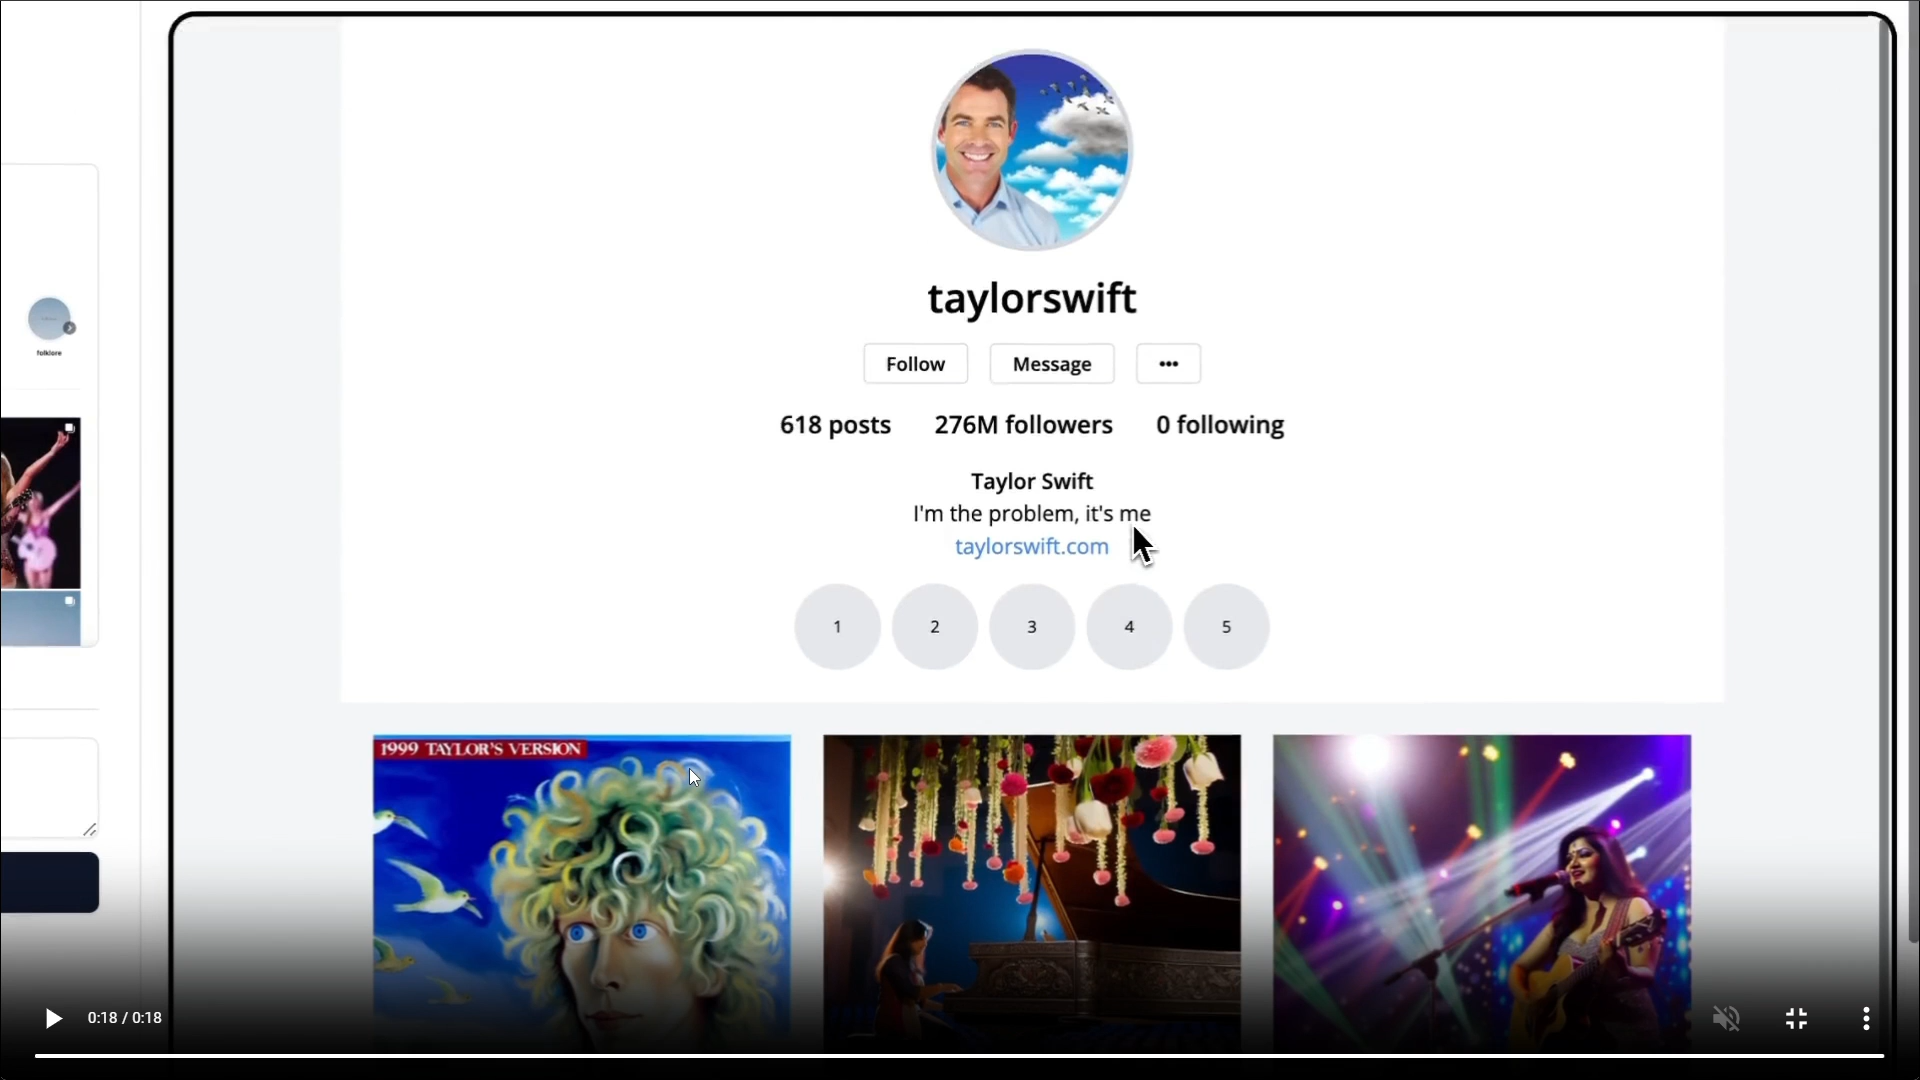 taylorswift
Follow Message •••
618 posts 276M followers 0 following
Taylor Swift
I'm the problem, it's me
taylorswift.com
1 2 3 4 5
folklore
1999 TAYLOR'S VERSION
0:18 / 0:18